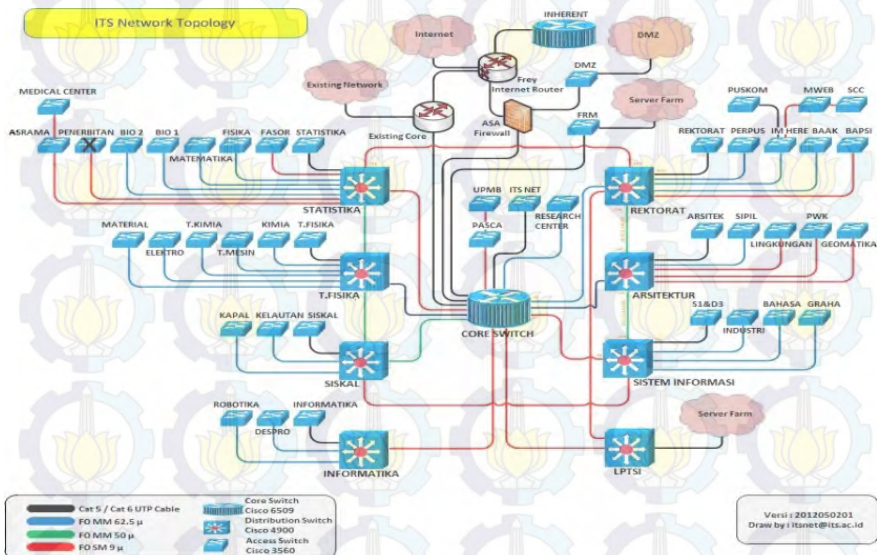 ITS Network Topology
INHERENT
Internet
DMZ
Frey
Internet Router
DMZ
Existing Network
Existing Core
ASA
Firewall
FRM
Server Farm
MEDICAL CENTER
ASRAMA
PENERBITAN
BIO 2
BIO 1
MATEMATIKA
FISIKA
FASOR
STATISTIKA
STATISTIKA
PUSKOM
MWEB
SCC
REKTORAT
PERPUS
IM HERE
BAAK
BAPSI
REKTORAT
UPMB
ITS NET
PASCA
RESEARCH
CENTER
MATERIAL
ELEKTRO
T.KIMIA
T.MESIN
KIMIA
T.FISIKA
T.FISIKA
ARSITEK
SIPIL
LINGKUNGAN
PWK
GEOMATIKA
ARSITEKTUR
CORE SWITCH
KAPAL
KELAUTAN
SISKAL
SISKAL
S1&D3
INDUSTRI
BAHASA
GRAHA
SISTEM INFORMASI
ROBOTIKA
DESPRO
INFORMATIKA
INFORMATIKA
Server Farm
LPTSI
Cat 5 / Cat 6 UTP Cable
FO MM 62.5 µ
FO MM 50 µ
FO SM 9 µ
Core Switch
Cisco 6509
Distribution Switch
Cisco 4900
Access Switch
Cisco 3560
Versi : 2012050201
Draw by : itsnet@its.ac.id